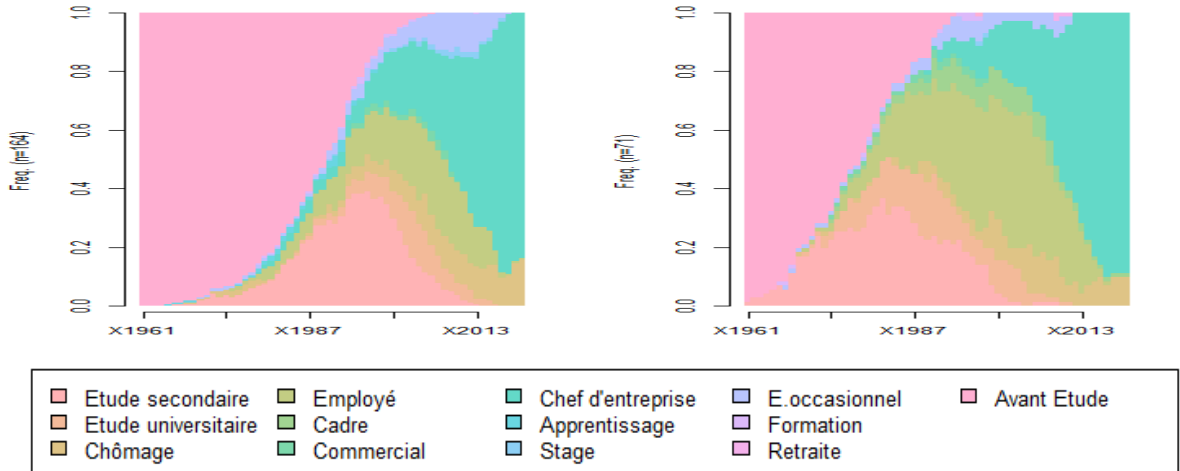 Freq. (n=164)
0.0 0.2 0.4 0.6 0.8 1.0
X1961 X1987 X2013
Freq. (n=71)
0.0 0.2 0.4 0.6 0.8 1.0
X1961 X1987 X2013
Etude secondaire Employé Chef d'entreprise E.occasionnel Avant Etude
Etude universitaire Cadre Apprentissage Formation
Chômage Commercial Stage Retraite